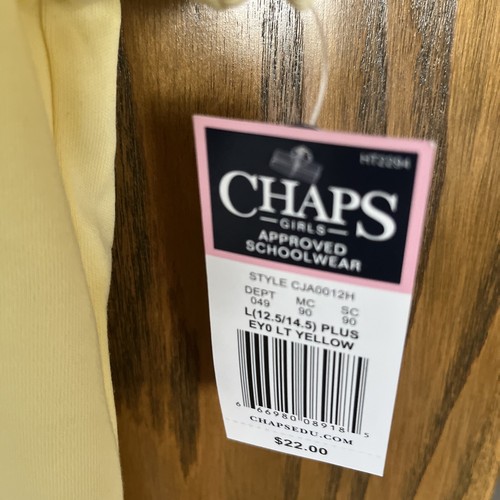 HT2294
CHAPS
GIRLS
APPROVED
SCHOOLWEAR
STYLE CJA0012H
DEPT MC SC
049 90 90
L(12.5/14.5) PLUS
EY0 LT YELLOW
6 66980 08918 5
CHAPSEDU.COM
$22.00